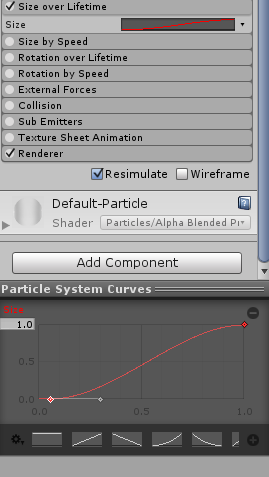 Size over Lifetime
Size
Size by Speed
Rotation over Lifetime
Rotation by Speed
External Forces
Collision
Sub Emitters
Texture Sheet Animation
Renderer
Resimulate Wireframe
Default-Particle
Shader Particles/Alpha Blended Pr
Add Component
Particle System Curves
Size
1.0
0.5
0.0
0.0 0.5 1.0